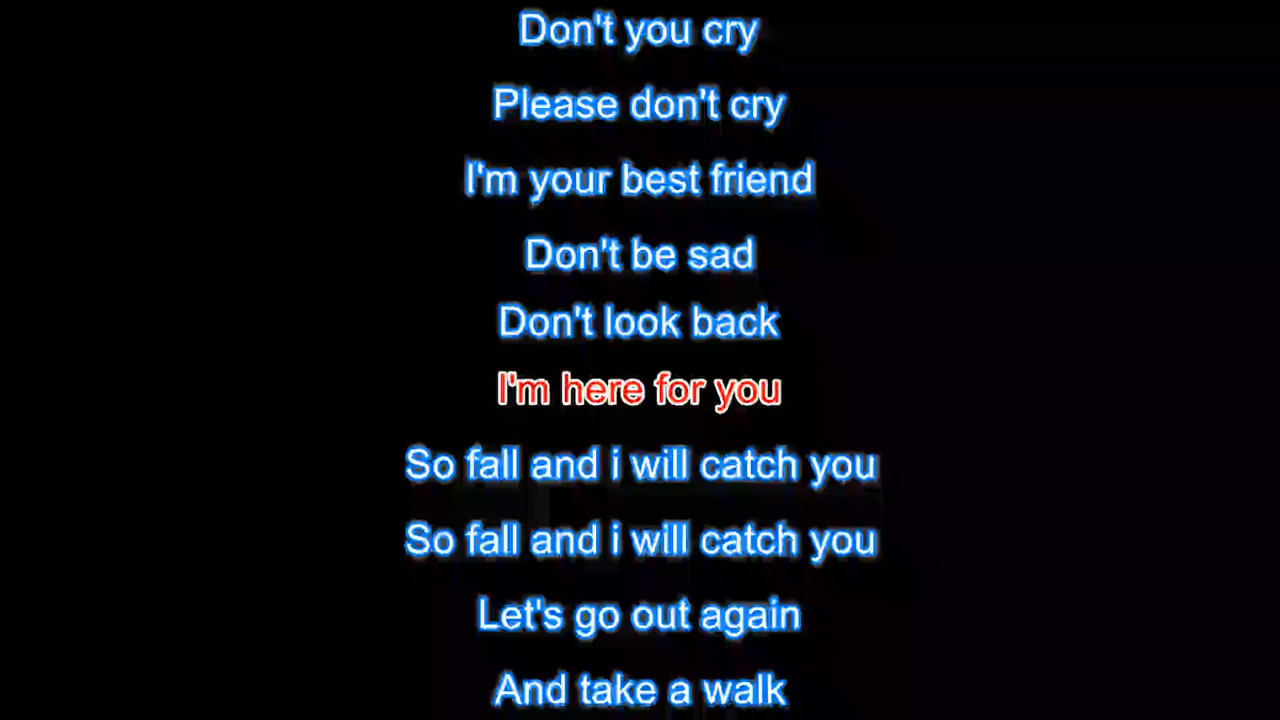 Don't you cry
Please don't cry
I'm your best friend
Don't be sad
Don't look back
I'm here for you
So fall and i will catch you
So fall and i will catch you
Let's go out again
And take a walk